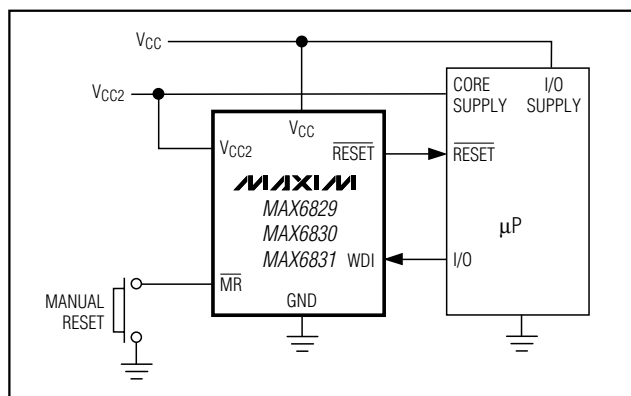 VCC
VCC2
CORE SUPPLY
I/O SUPPLY
VCC
VCC2
RESET
RESET
MAXIM
MAX6829
MAX6830
MAX6831
µP
WDI
I/O
MR
GND
MANUAL RESET